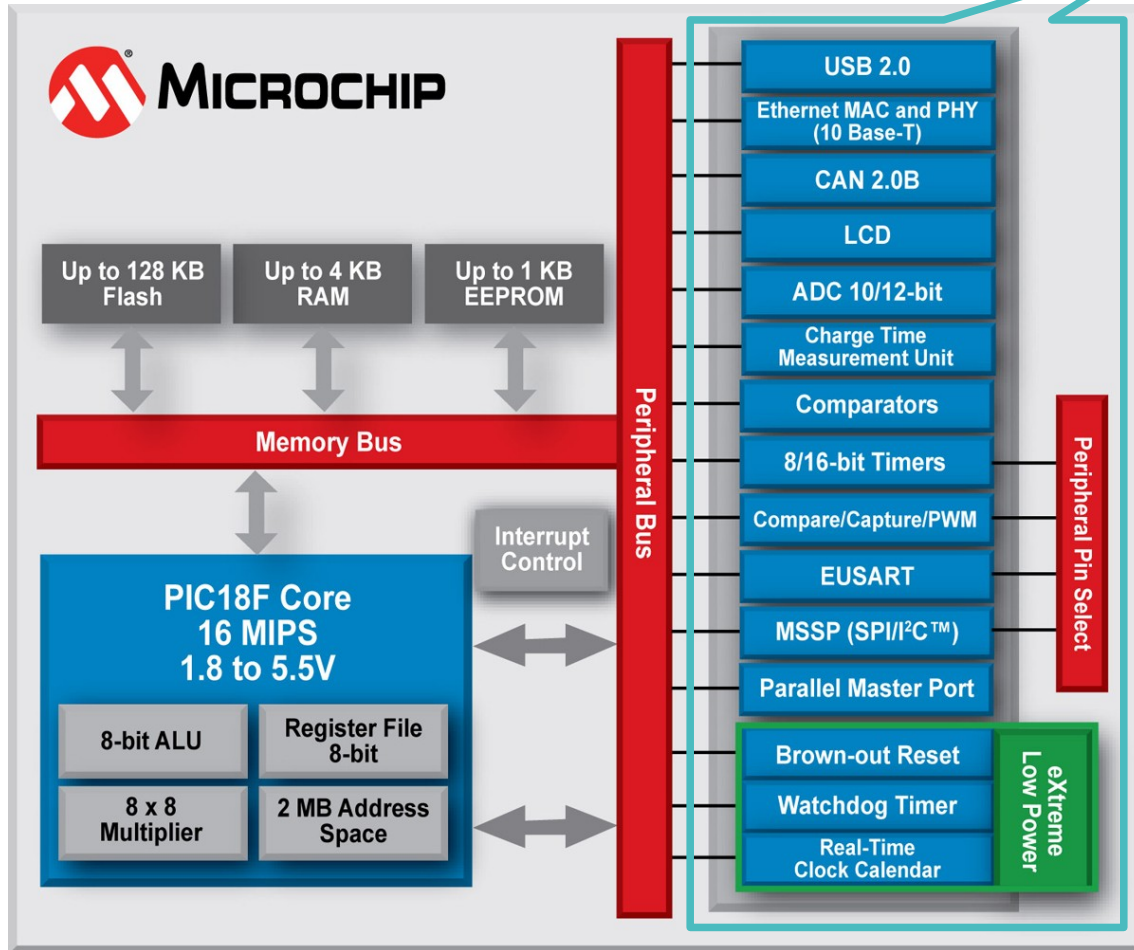 MICROCHIP
®
Up to 128 KB
Flash
Up to 4 KB
RAM
Up to 1 KB
EEPROM
Memory Bus
Interrupt
Control
PIC18F Core
16 MIPS
1.8 to 5.5V
8-bit ALU
Register File
8-bit
8 x 8
Multiplier
2 MB Address
Space
Peripheral Bus
USB 2.0
Ethernet MAC and PHY
(10 Base-T)
CAN 2.0B
LCD
ADC 10/12-bit
Charge Time
Measurement Unit
Comparators
8/16-bit Timers
Compare/Capture/PWM
EUSART
MSSP (SPI/I²C™)
Parallel Master Port
Brown-out Reset
Watchdog Timer
Real-Time
Clock Calendar
eXtreme
Low Power
Peripheral Pin Select